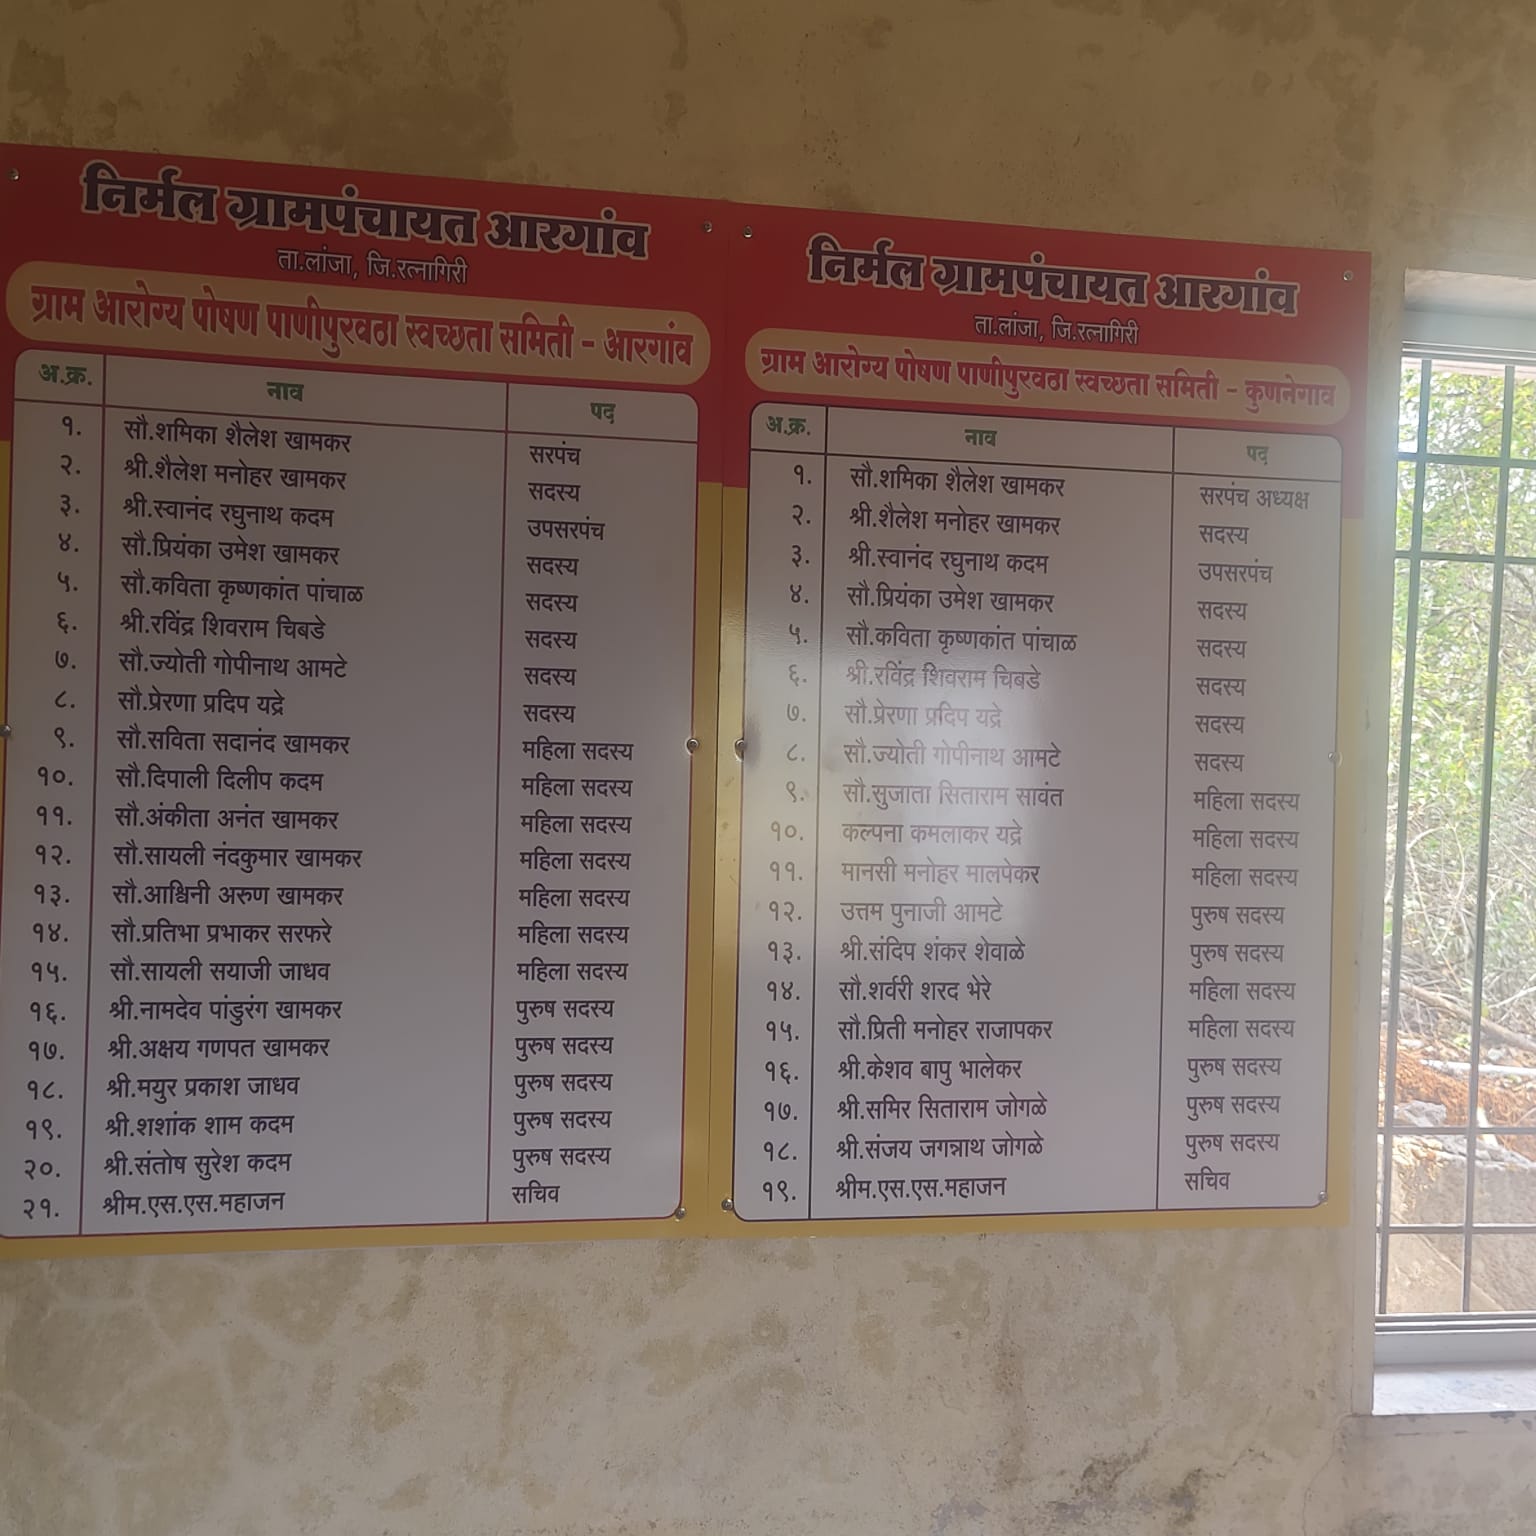 निर्मल ग्रामपंचायत आरगांव
ता.लांजा, जि.रत्नागिरी
ग्राम आरोग्य पोषण पाणीपुरवठा स्वच्छता समिती - आरगांव
अ.क्र. नाव पद
१. सौ.शमिका शैलेश खामकर सरपंच
२. श्री.शैलेश मनोहर खामकर सदस्य
३. श्री.स्वानंद रघुनाथ कदम उपसरपंच
४. सौ.प्रियंका उमेश खामकर सदस्य
५. सौ.कविता कृष्णकांत पांचाळ सदस्य
६. श्री.रविंद्र शिवराम चिबडे सदस्य
७. सौ.ज्योती गोपीनाथ आमटे सदस्य
८. सौ.प्रेरणा प्रदिप यद्रे सदस्य
९. सौ.सविता सदानंद खामकर महिला सदस्य
१०. सौ.दिपाली दिलीप कदम महिला सदस्य
११. सौ.अंकीता अनंत खामकर महिला सदस्य
१२. सौ.सायली नंदकुमार खामकर महिला सदस्य
१३. सौ.आश्विनी अरुण खामकर महिला सदस्य
१४. सौ.प्रतिभा प्रभाकर सरफरे महिला सदस्य
१५. सौ.सायली सयाजी जाधव महिला सदस्य
१६. श्री.नामदेव पांडुरंग खामकर पुरुष सदस्य
१७. श्री.अक्षय गणपत खामकर पुरुष सदस्य
१८. श्री.मयुर प्रकाश जाधव पुरुष सदस्य
१९. श्री.शशांक शाम कदम पुरुष सदस्य
२०. श्री.संतोष सुरेश कदम पुरुष सदस्य
२१. श्रीम.एस.एस.महाजन सचिव
निर्मल ग्रामपंचायत आरगांव
ता.लांजा, जि.रत्नागिरी
ग्राम आरोग्य पोषण पाणीपुरवठा स्वच्छता समिती - कुणनेगाव
अ.क्र. नाव पद
१. सौ.शमिका शैलेश खामकर सरपंच अध्यक्ष
२. श्री.शैलेश मनोहर खामकर सदस्य
३. श्री.स्वानंद रघुनाथ कदम उपसरपंच
४. सौ.प्रियंका उमेश खामकर सदस्य
५. सौ.कविता कृष्णकांत पांचाळ सदस्य
६. श्री.रविंद्र शिवराम चिबडे सदस्य
७. सौ.प्रेरणा प्रदिप यद्रे सदस्य
८. सौ.ज्योती गोपीनाथ आमटे सदस्य
९. सौ.सुजाता सिताराम सावंत महिला सदस्य
१०. कल्पना कमलाकर यद्रे महिला सदस्य
११. मानसी मनोहर मालपेकर महिला सदस्य
१२. उत्तम पुनाजी आमटे पुरुष सदस्य
१३. श्री.संदिप शंकर शेवाळे पुरुष सदस्य
१४. सौ.शर्वरी शरद भेरे महिला सदस्य
१५. सौ.प्रिती मनोहर राजापकर महिला सदस्य
१६. श्री.केशव बापु भालेकर पुरुष सदस्य
१७. श्री.समिर सिताराम जोगळे पुरुष सदस्य
१८. श्री.संजय जगन्नाथ जोगळे पुरुष सदस्य
१९. श्रीम.एस.एस.महाजन सचिव